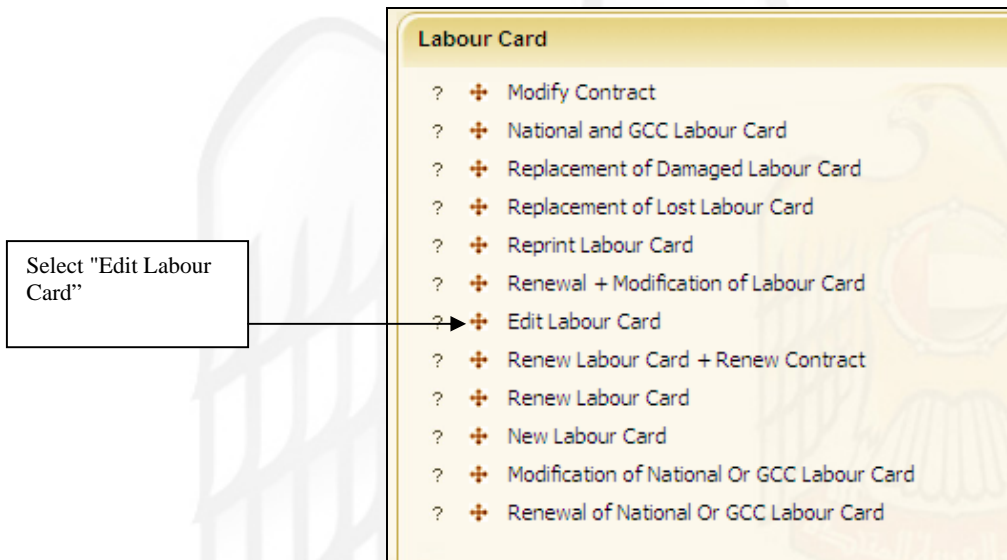 Labour Card
? Modify Contract
? National and GCC Labour Card
? Replacement of Damaged Labour Card
? Replacement of Lost Labour Card
? Reprint Labour Card
? Renewal + Modification of Labour Card
Select "Edit Labour
Card”
? Edit Labour Card
? Renew Labour Card + Renew Contract
? Renew Labour Card
? New Labour Card
? Modification of National Or GCC Labour Card
? Renewal of National Or GCC Labour Card